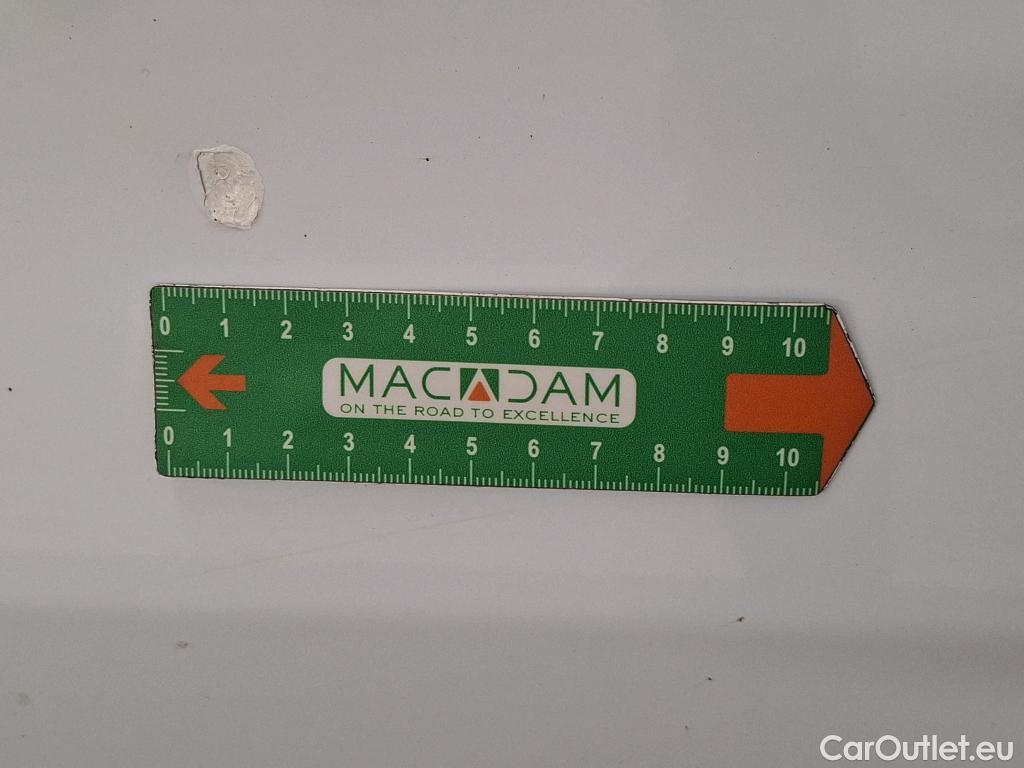 0 1 2 3 4 5 6 7 8 9 10
MACADAM
ON THE ROAD TO EXCELLENCE
0 1 2 3 4 5 6 7 8 9 10
CarOutlet.eu